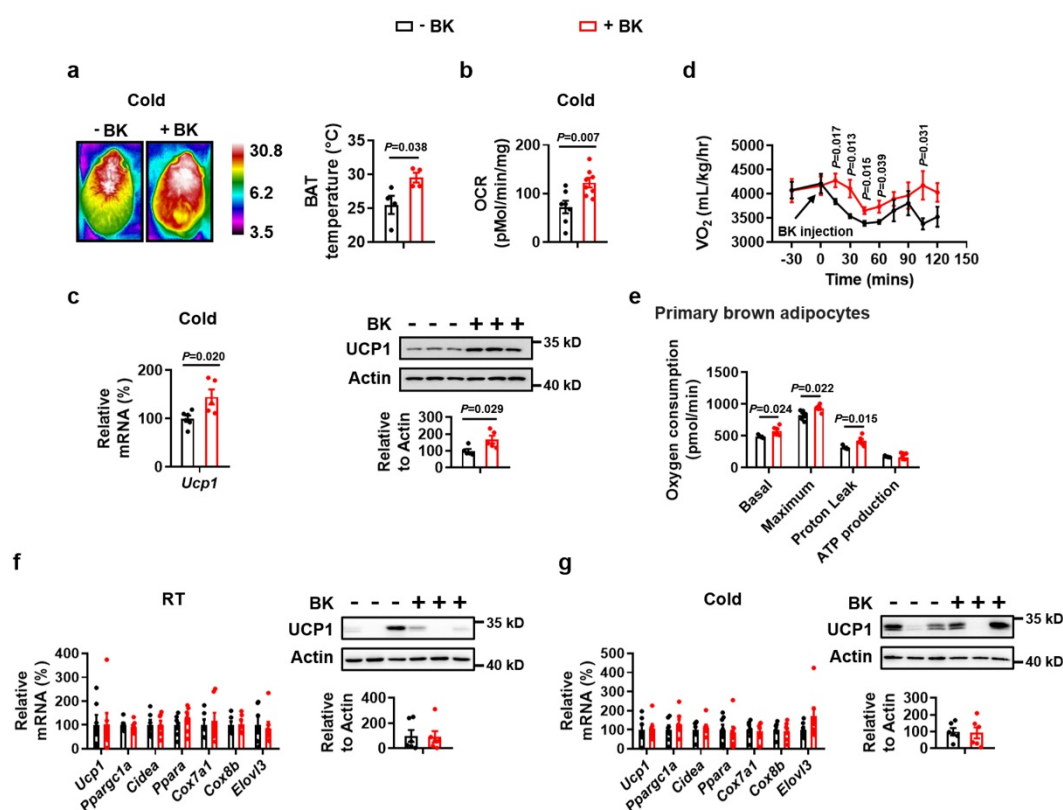 - BK
+ BK
a
Cold
- BK
+ BK
30.8
12.4
6.2
3.5
BAT
temperature (°C)
35
30
25
20
P=0.038
b
Cold
OCR
(pMol/min/mg)
200
150
100
50
0
P=0.007
d
VO2 (mL/kg/hr)
4500
4000
3500
3000
P=0.017
P=0.013
P=0.015
P=0.039
P=0.031
BK injection
-30 0 30 60 90 120 150
Time (mins)
c
Cold
Relative
mRNA (%)
200
100
0
P=0.020
Ucp1
BK - - - + + +
UCP1
35 kD
Actin
40 kD
Relative
to Actin
300
200
100
0
P=0.029
e
Primary brown adipocytes
Oxygen consumption
(pmol/min)
1500
1000
500
0
P=0.024
P=0.022
P=0.015
Basal
Maximum
Proton Leak
ATP production
f
RT
Relative
mRNA (%)
400
300
200
100
0
Ucp1
Ppargc1a
Cidea
Ppara
Cox7a1
Cox8b
Elovl3
BK - - - + + +
UCP1
35 kD
Actin
40 kD
Relative
to Actin
400
200
0
g
Cold
Relative
mRNA (%)
500
400
300
200
100
0
Ucp1
Ppargc1a
Cidea
Ppara
Cox7a1
Cox8b
Elovl3
BK - - - + + +
UCP1
35 kD
Actin
40 kD
Relative
to Actin
400
200
0